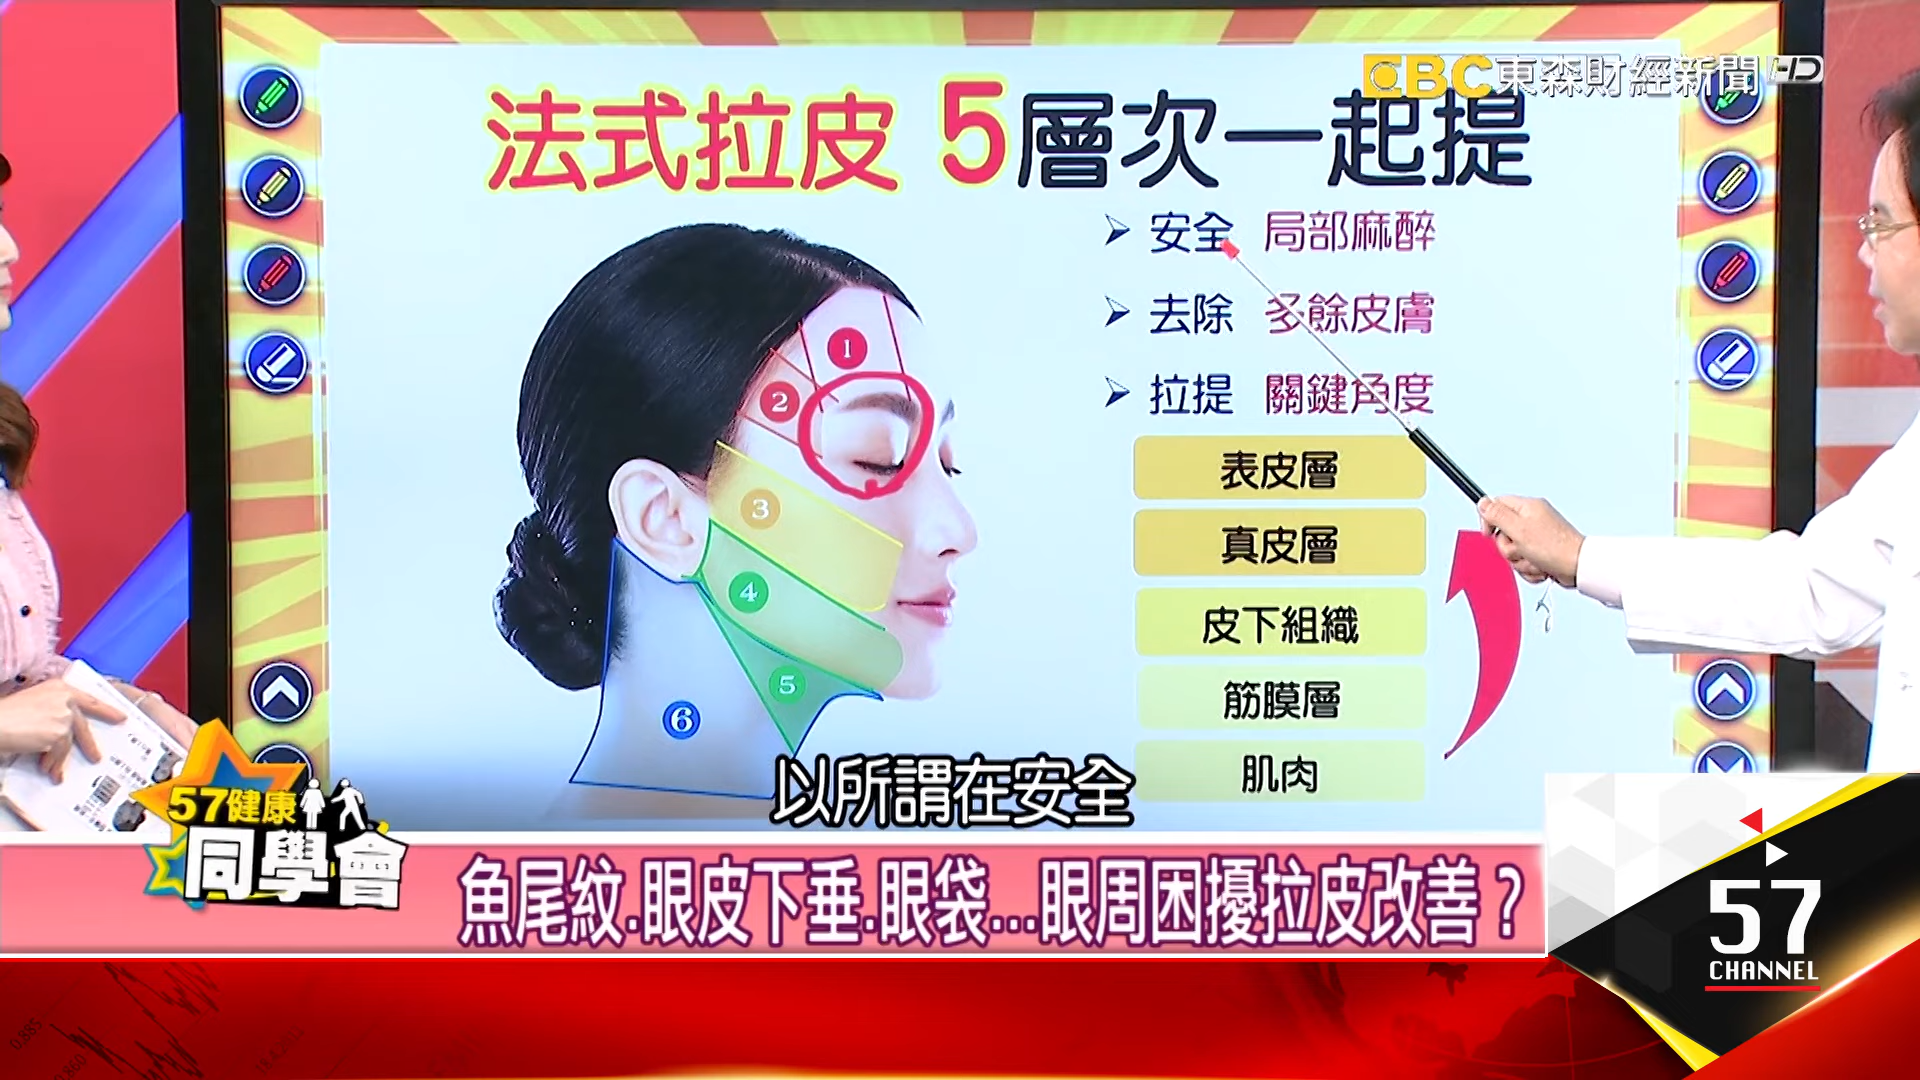 EBC東森財經新聞HD
法式拉皮 5層次一起提
安全 局部麻醉
去除 多餘皮膚
拉提 關鍵角度
1
2
3
4
5
6
表皮層
真皮層
皮下組織
筋膜層
肌肉
以所謂在安全
57健康
同學會
魚尾紋.眼皮下垂.眼袋...眼周困擾拉皮改善？
57
CHANNEL